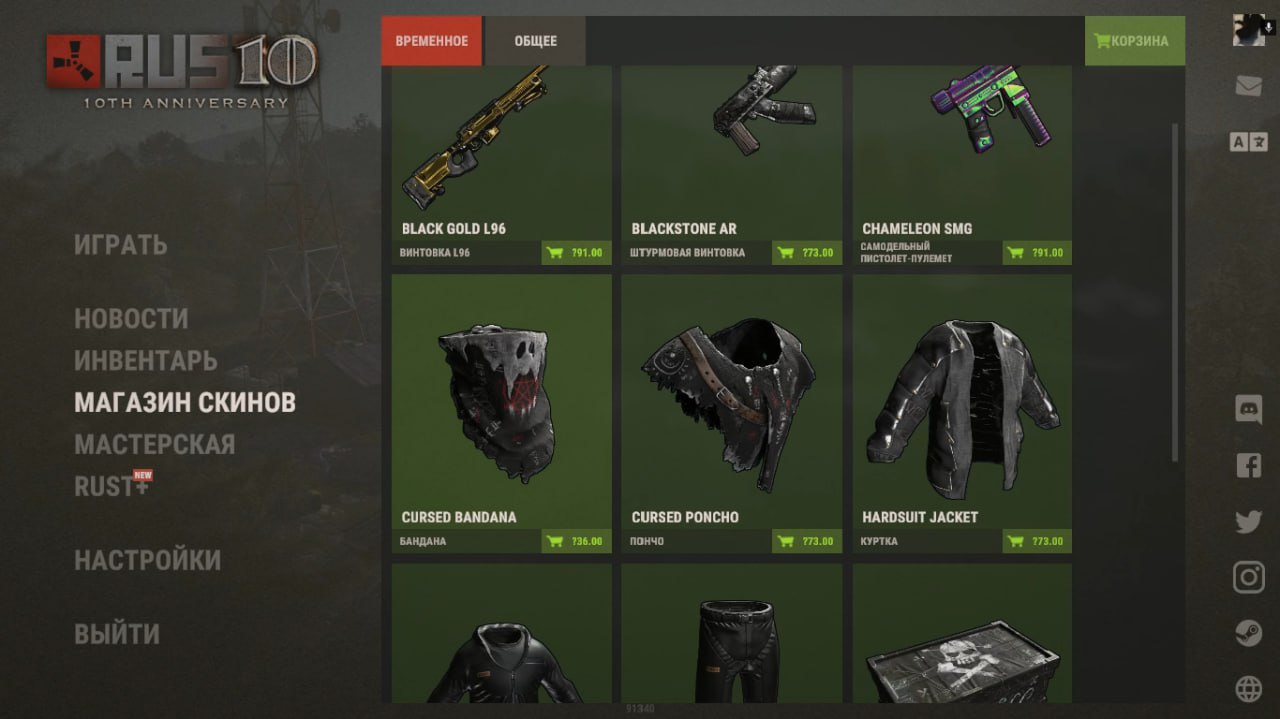 RUS10
10TH ANNIVERSARY
ВРЕМЕННОЕ
ОБЩЕЕ
КОРЗИНА
ИГРАТЬ
НОВОСТИ
ИНВЕНТАРЬ
МАГАЗИН СКИНОВ
МАСТЕРСКАЯ
RUST+ NEW
НАСТРОЙКИ
ВЫЙТИ
BLACK GOLD L96
ВИНТОВКА L96
?91.00
BLACKSTONE AR
ШТУРМОВАЯ ВИНТОВКА
?73.00
CHAMELEON SMG
САМОДЕЛЬНЫЙ
ПИСТОЛЕТ-ПУЛЕМЕТ
?91.00
CURSED BANDANA
БАНДАНА
?36.00
CURSED PONCHO
ПОНЧО
?73.00
HARDSUIT JACKET
КУРТКА
?73.00
91340